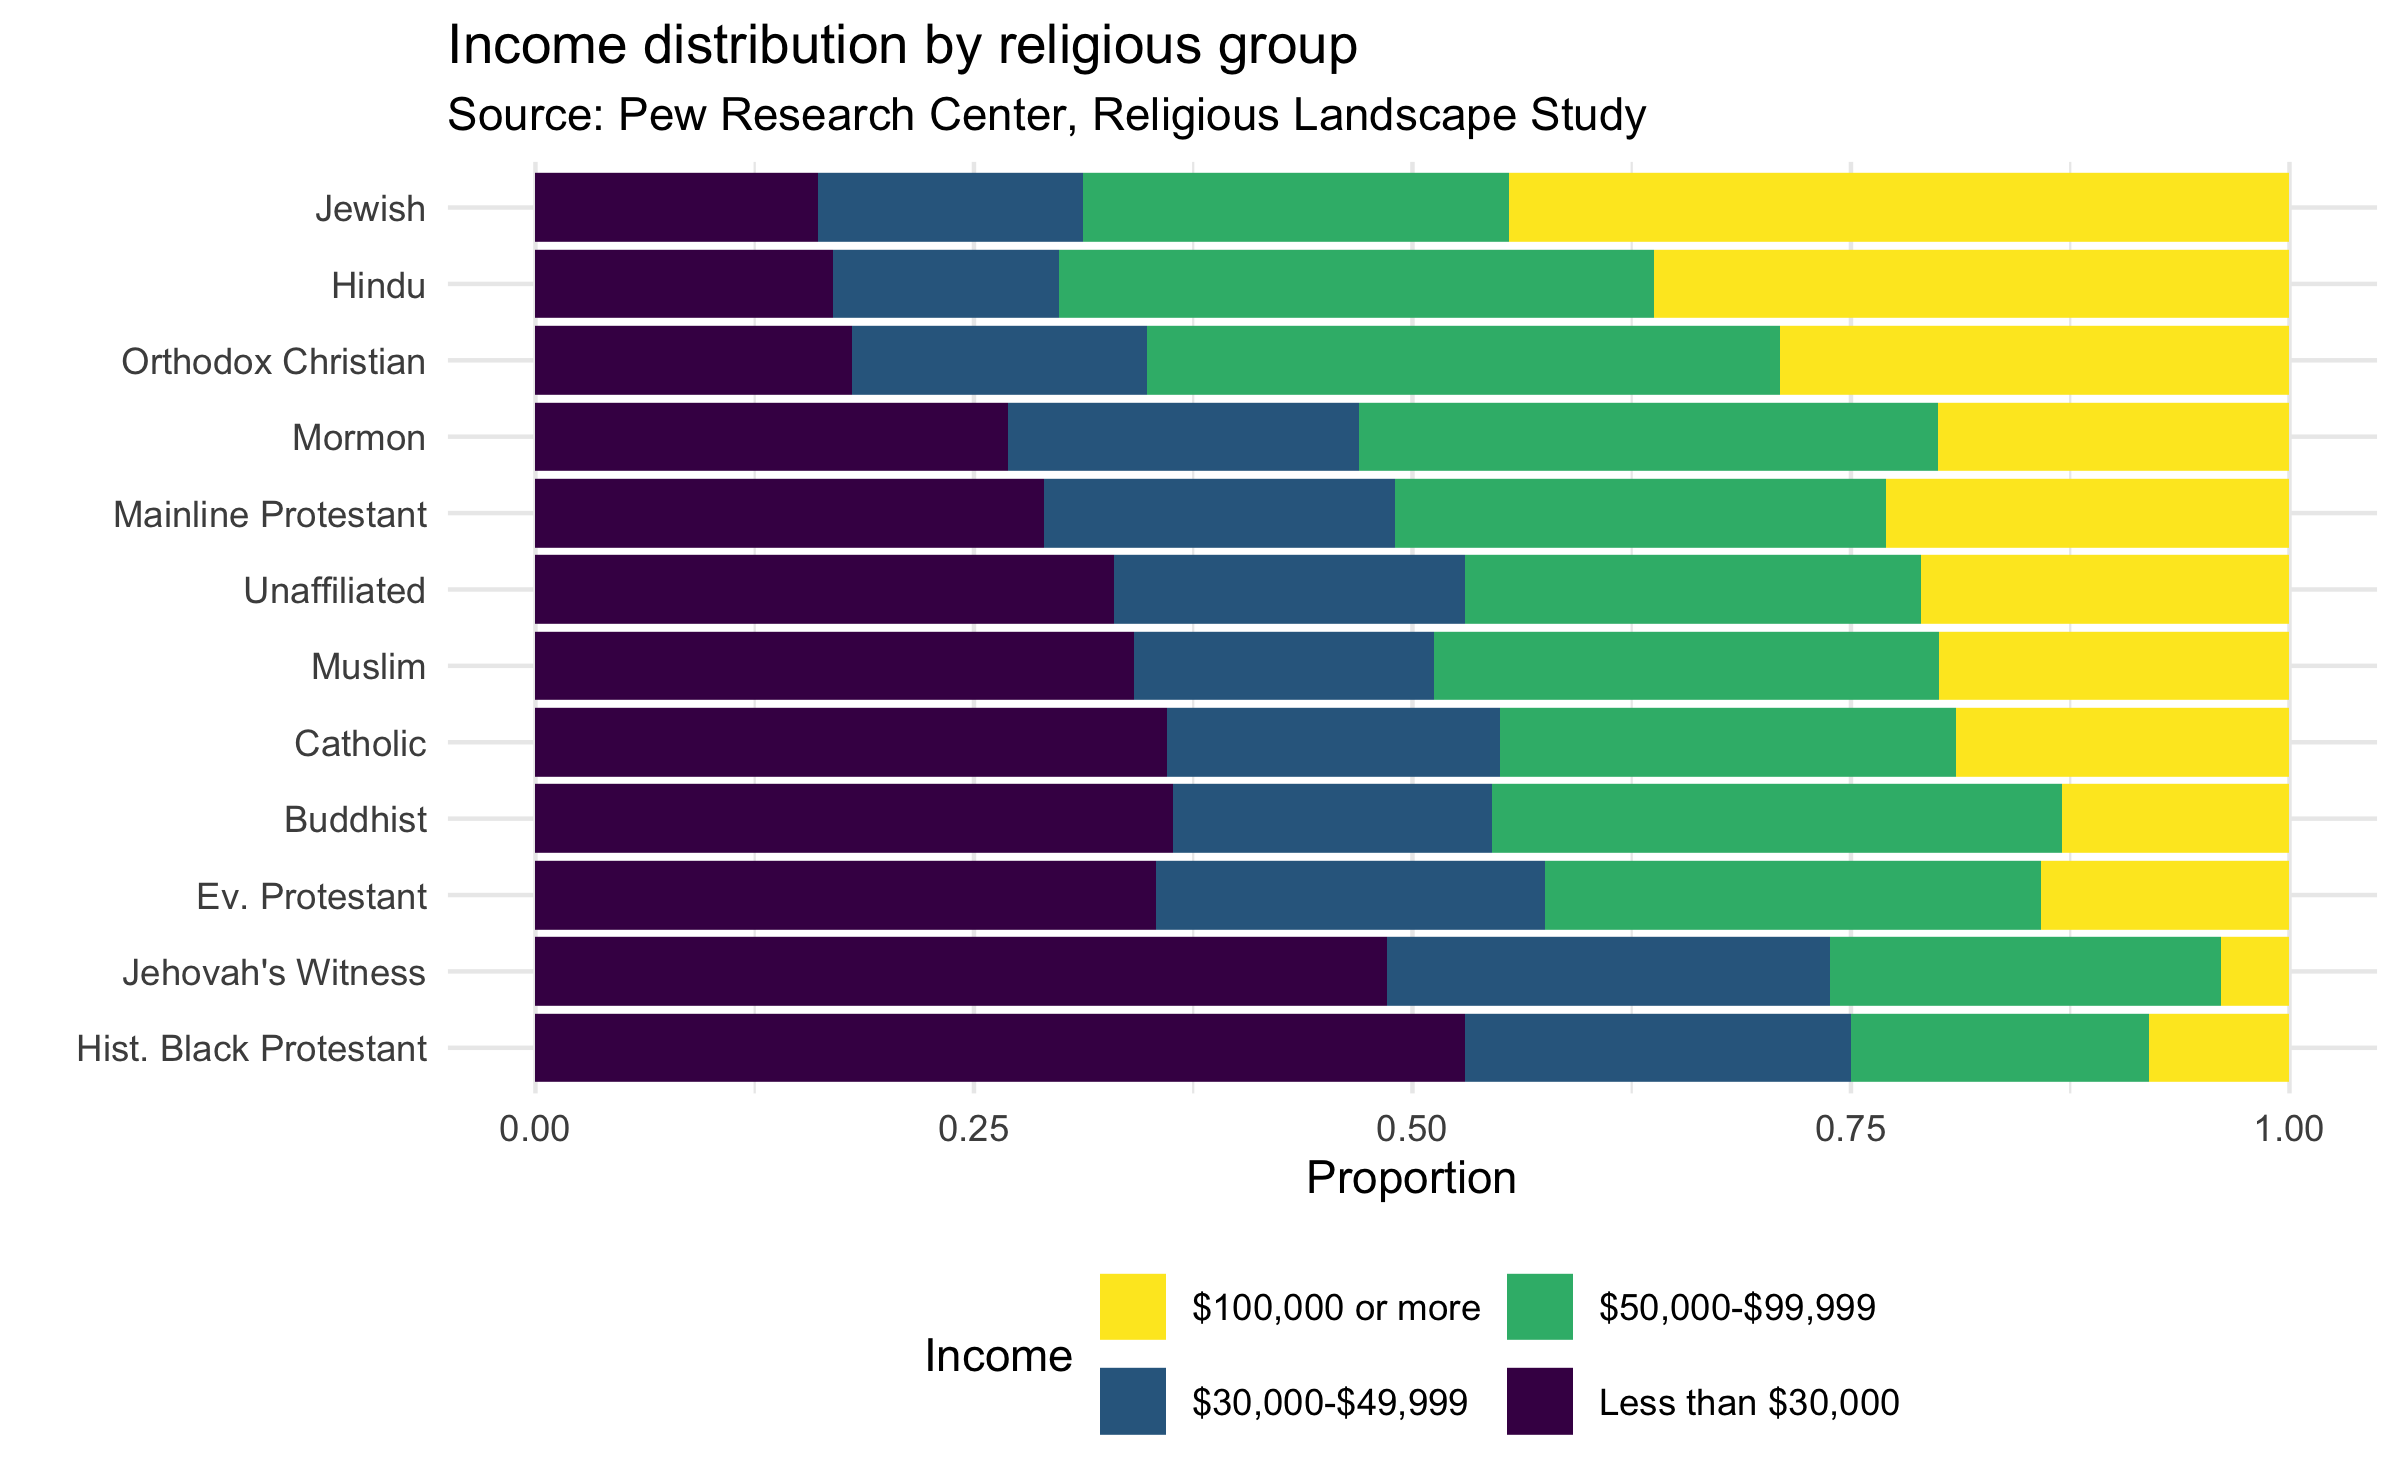 Income distribution by religious group
Source: Pew Research Center, Religious Landscape Study
Jewish
Hindu
Orthodox Christian
Mormon
Mainline Protestant
Unaffiliated
Muslim
Catholic
Buddhist
Ev. Protestant
Jehovah's Witness
Hist. Black Protestant
0.00 0.25 0.50 0.75 1.00
Proportion
Income
$100,000 or more $50,000-$99,999
$30,000-$49,999 Less than $30,000